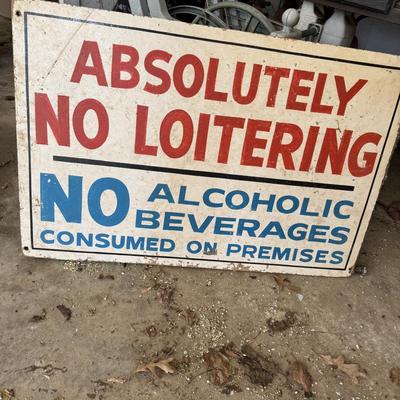 ABSOLUTELY
NO LOITERING
NO ALCOHOLIC
BEVERAGES
CONSUMED ON PREMISES